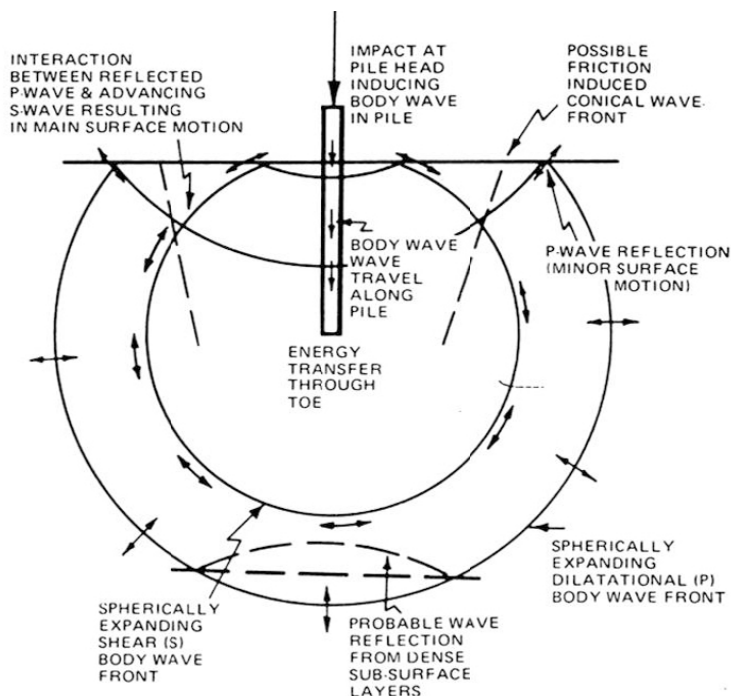 INTERACTION
BETWEEN REFLECTED
P-WAVE & ADVANCING
S-WAVE RESULTING
IN MAIN SURFACE MOTION
IMPACT AT
PILE HEAD
INDUCING
BODY WAVE
IN PILE
POSSIBLE
FRICTION
INDUCED
CONICAL WAVE-
FRONT
BODY WAVE
WAVE
TRAVEL
ALONG
PILE
P-WAVE REFLECTION
(MINOR SURFACE
MOTION)
ENERGY
TRANSFER
THROUGH
TOE
SPHERICALLY
EXPANDING
SHEAR (S)
BODY WAVE
FRONT
PROBABLE WAVE
REFLECTION
FROM DENSE
SUB-SURFACE
LAYERS
SPHERICALLY
EXPANDING
DILATATIONAL (P)
BODY WAVE FRONT